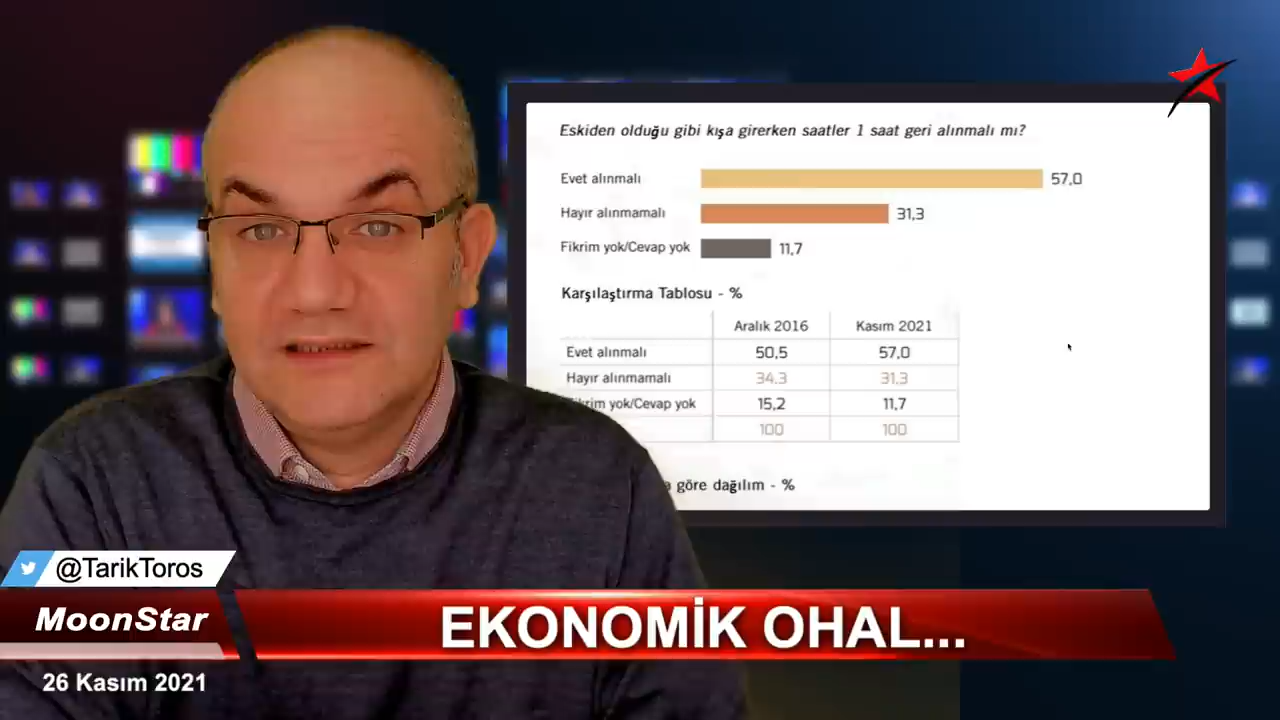 Eskiden olduğu gibi kışa girerken saatler 1 saat geri alınmalı mı?
Evet alınmalı 57,0
Hayır alınmamalı 31,3
Fikrim yok/Cevap yok 11,7
Karşılaştırma Tablosu - %
Aralık 2016 Kasım 2021
Evet alınmalı 50,5 57,0
Hayır alınmamalı 34.3 31,3
yok/Cevap yok 15,2 11,7
100 100
göre dağılım - %
@TarikToros
MoonStar
EKONOMİK OHAL...
26 Kasım 2021